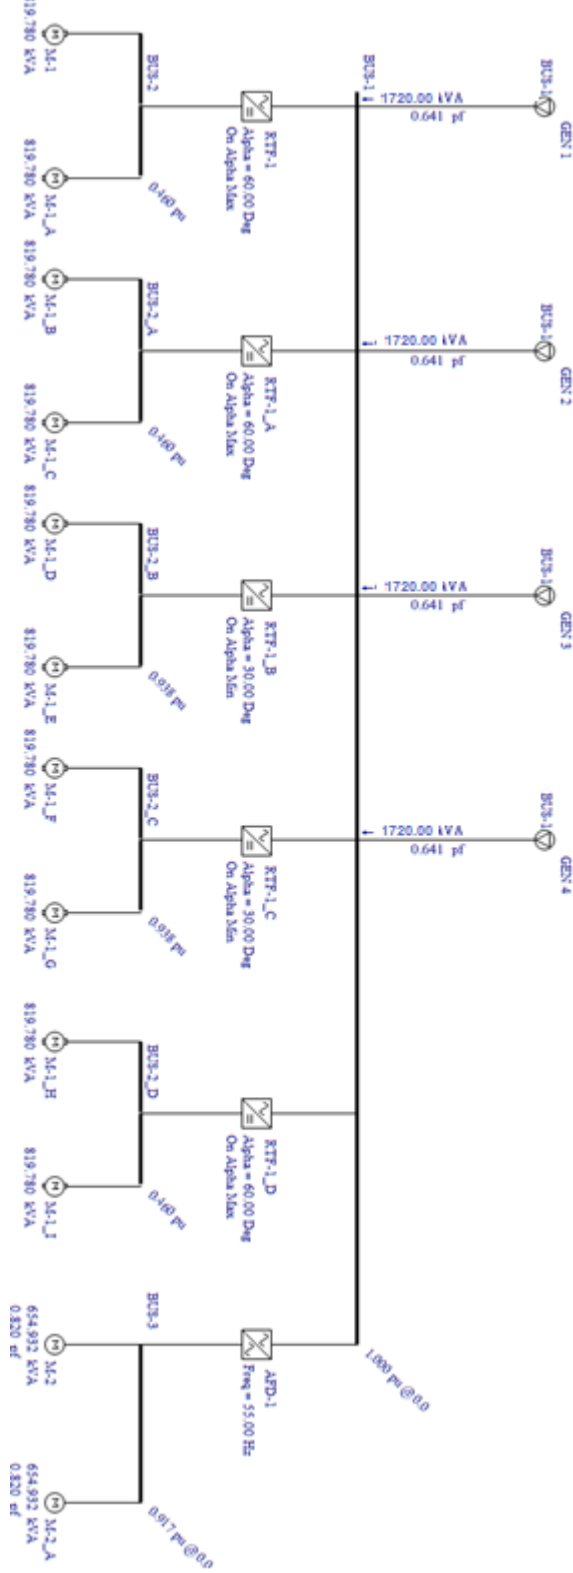 GEN 1
BUS-1
1720.00 kVA
0.641 pf
GEN 2
BUS-1
1720.00 kVA
0.641 pf
GEN 3
BUS-1
1720.00 kVA
0.641 pf
GEN 4
BUS-1
1720.00 kVA
0.641 pf
BUS-1
1.000 pu @0.0
RTF-1
Alpha = 60.00 Deg
On Alpha Max
BUS-2
0.460 pu
M-1
819.780 kVA
M-1_A
819.780 kVA
RTF-1_A
Alpha = 60.00 Deg
On Alpha Max
BUS-2_A
0.460 pu
M-1_B
819.780 kVA
M-1_C
819.780 kVA
RTF-1_B
Alpha = 30.00 Deg
On Alpha Min
BUS-2_B
0.938 pu
M-1_D
819.780 kVA
M-1_E
819.780 kVA
RTF-1_C
Alpha = 30.00 Deg
On Alpha Min
BUS-2_C
0.938 pu
M-1_F
819.780 kVA
M-1_G
819.780 kVA
RTF-1_D
Alpha = 60.00 Deg
On Alpha Max
BUS-2_D
0.460 pu
M-1_H
819.780 kVA
M-1_I
819.780 kVA
AFD-1
Freq = 55.00 Hz
BUS-3
0.917 pu @0.0
M-2
654.932 kVA
0.820 pf
M-2_A
654.932 kVA
0.820 pf